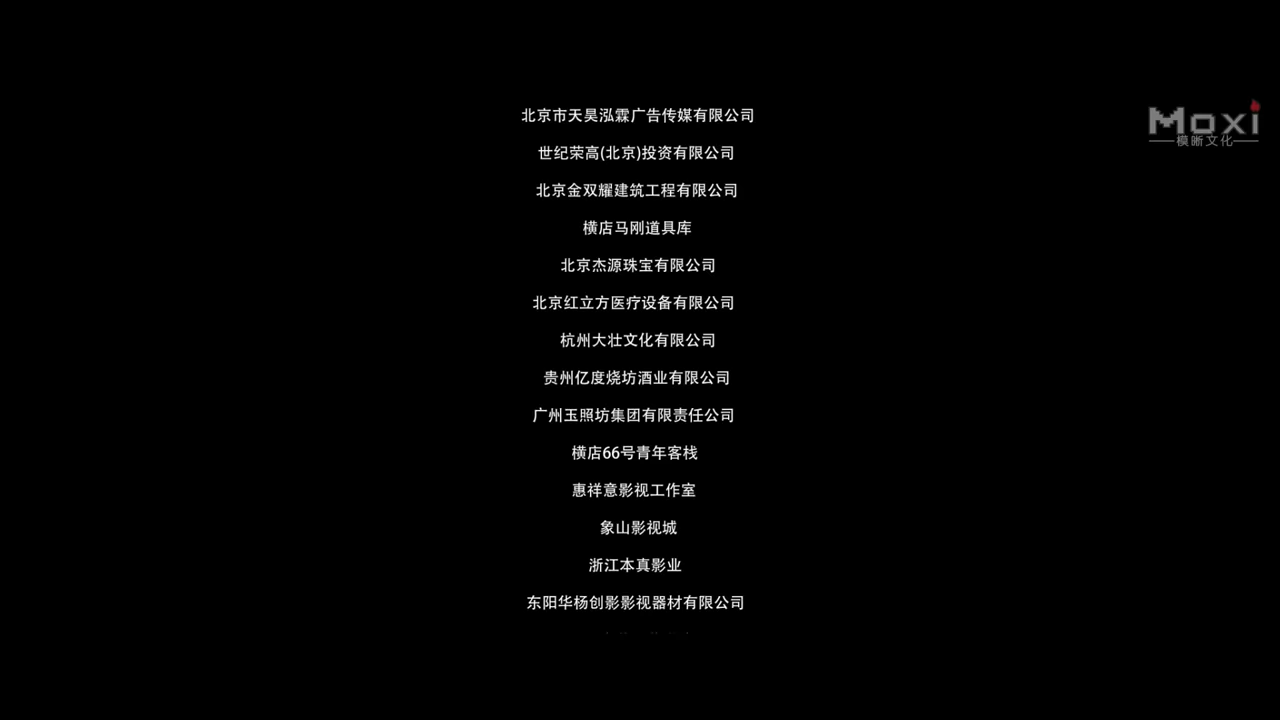 北京市天昊泓霖广告传媒有限公司
Moxi
模晰文化
世纪荣高(北京)投资有限公司
北京金双耀建筑工程有限公司
横店马刚道具库
北京杰源珠宝有限公司
北京红立方医疗设备有限公司
杭州大壮文化有限公司
贵州亿度烧坊酒业有限公司
广州玉照坊集团有限责任公司
横店66号青年客栈
惠祥意影视工作室
象山影视城
浙江本真影业
东阳华杨创影影视器材有限公司